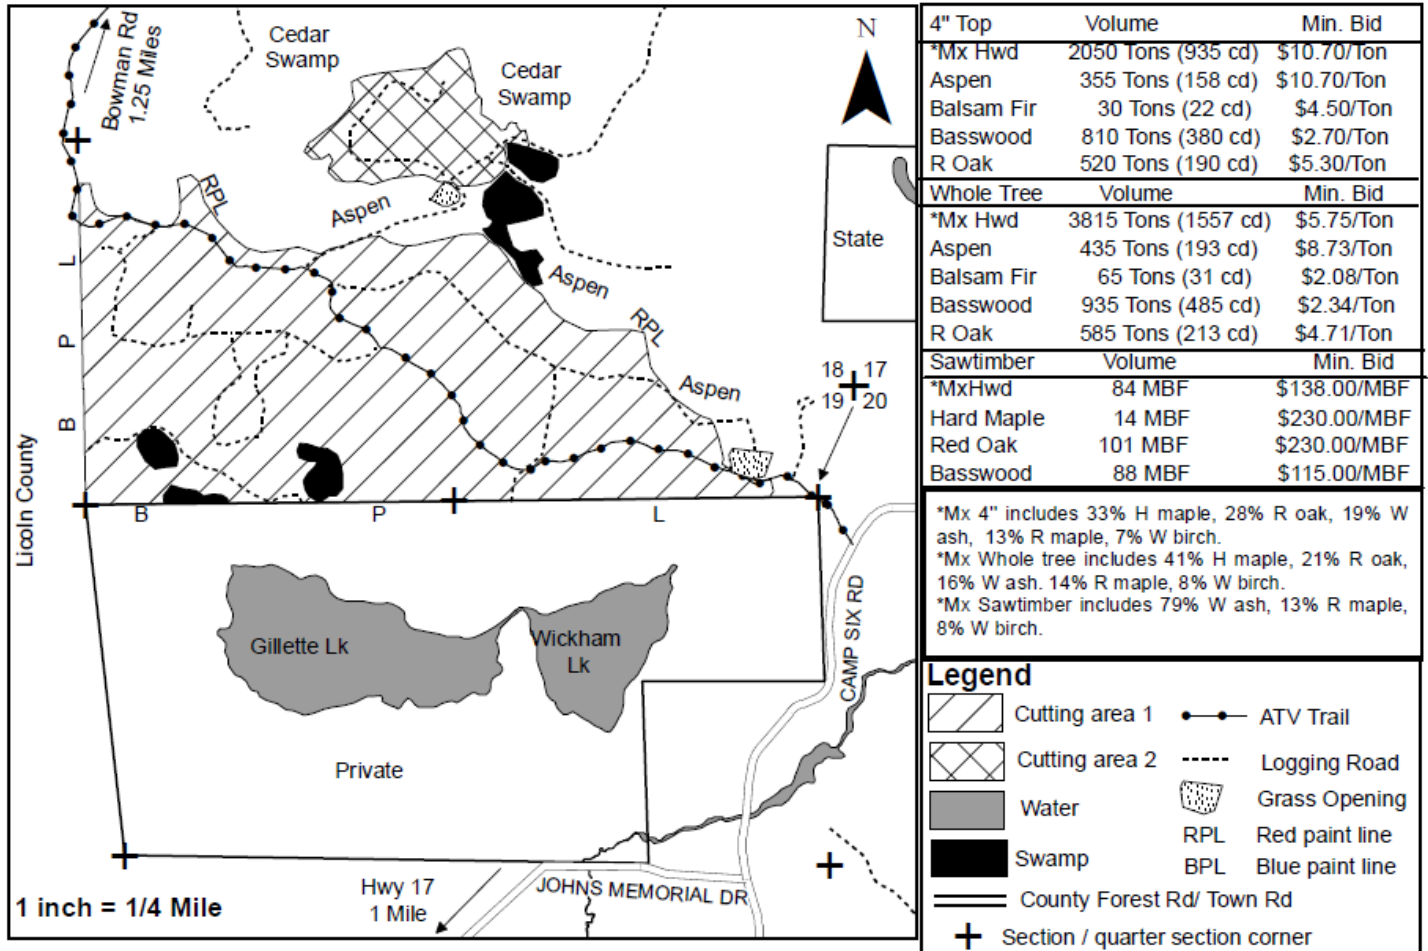 Cedar
Swamp
Cedar
Swamp
N
Bowman Rd
1.25 Miles
RPL
Aspen
State
Aspen
RPL
Aspen
18 17
19 20
L
P
B
Licoln County
B P L
Gillette Lk
Wickham
Lk
CAMP SIX RD
Private
Hwy 17
1 Mile
JOHNS MEMORIAL DR
1 inch = 1/4 Mile
4" Top Volume Min. Bid
*Mx Hwd 2050 Tons (935 cd) $10.70/Ton
Aspen 355 Tons (158 cd) $10.70/Ton
Balsam Fir 30 Tons (22 cd) $4.50/Ton
Basswood 810 Tons (380 cd) $2.70/Ton
R Oak 520 Tons (190 cd) $5.30/Ton
Whole Tree Volume Min. Bid
*Mx Hwd 3815 Tons (1557 cd) $5.75/Ton
Aspen 435 Tons (193 cd) $8.73/Ton
Balsam Fir 65 Tons (31 cd) $2.08/Ton
Basswood 935 Tons (485 cd) $2.34/Ton
R Oak 585 Tons (213 cd) $4.71/Ton
Sawtimber Volume Min. Bid
*MxHwd 84 MBF $138.00/MBF
Hard Maple 14 MBF $230.00/MBF
Red Oak 101 MBF $230.00/MBF
Basswood 88 MBF $115.00/MBF
*Mx 4" includes 33% H maple, 28% R oak, 19% W
ash, 13% R maple, 7% W birch.
*Mx Whole tree includes 41% H maple, 21% R oak,
16% W ash. 14% R maple, 8% W birch.
*Mx Sawtimber includes 79% W ash, 13% R maple,
8% W birch.
Legend
Cutting area 1 ATV Trail
Cutting area 2 Logging Road
Water Grass Opening
RPL Red paint line
Swamp BPL Blue paint line
County Forest Rd/ Town Rd
Section / quarter section corner